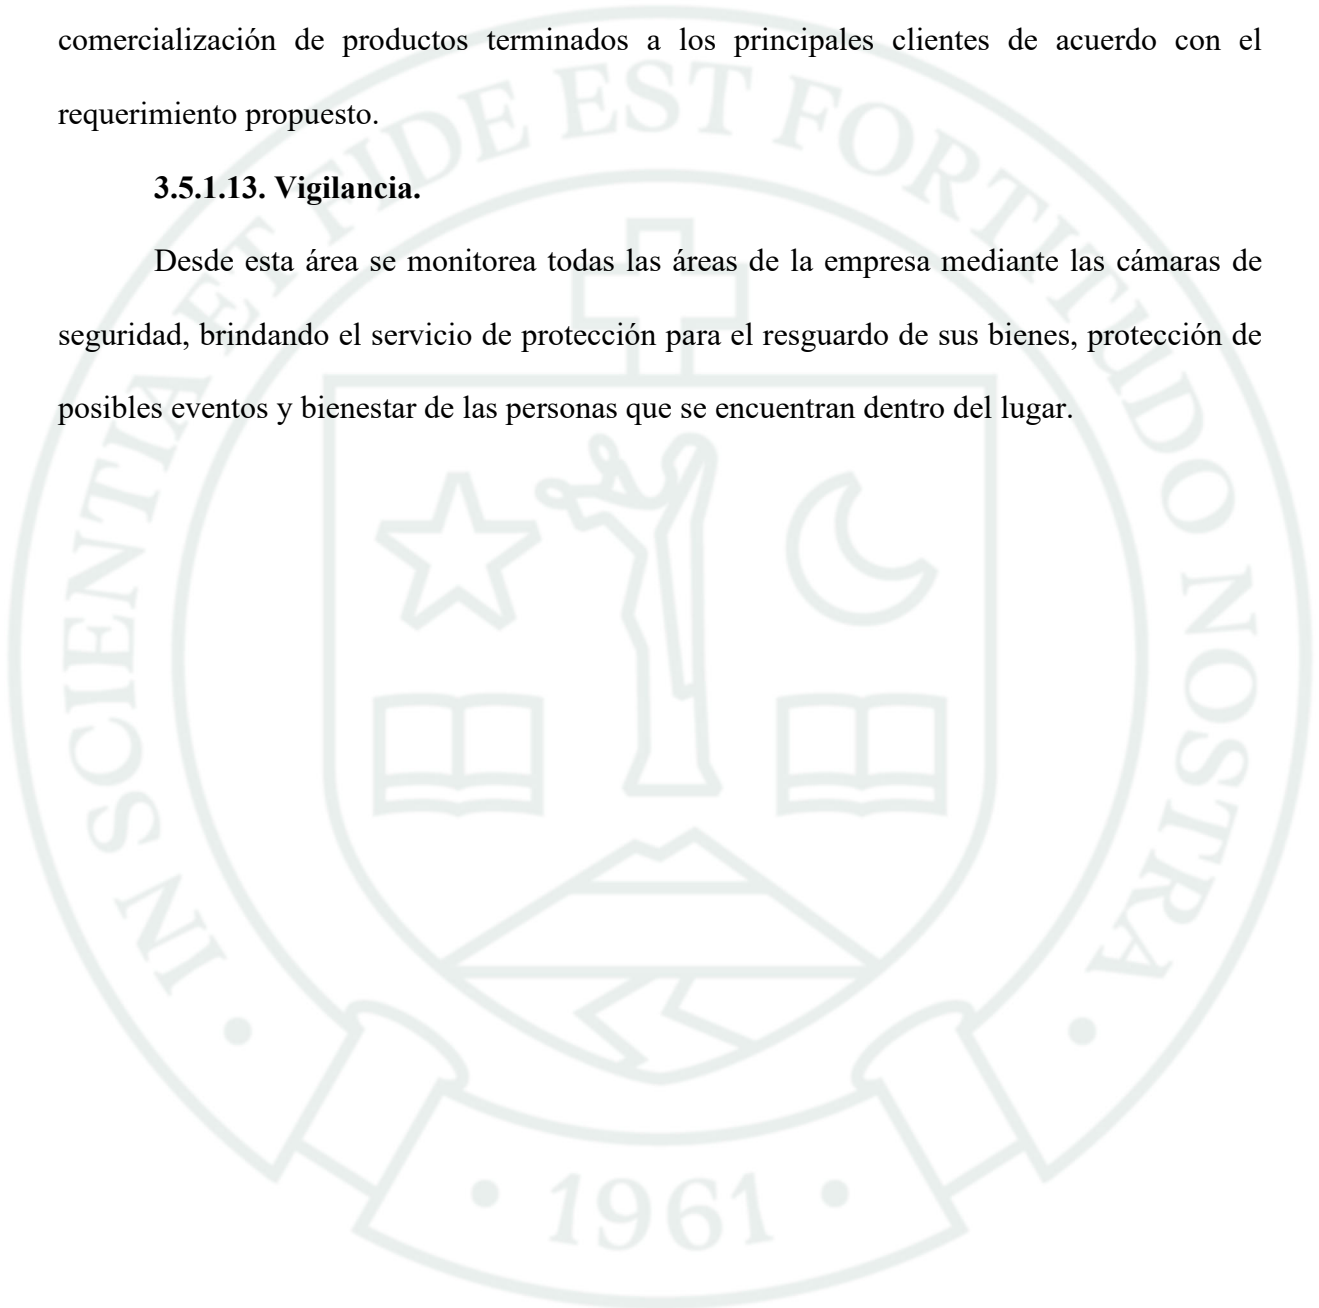 comercialización de productos terminados a los principales clientes de acuerdo con el
requerimiento propuesto.
3.5.1.13. Vigilancia.
Desde esta área se monitorea todas las áreas de la empresa mediante las cámaras de
seguridad, brindando el servicio de protección para el resguardo de sus bienes, protección de
posibles eventos y bienestar de las personas que se encuentran dentro del lugar.
• IN SCIENTIA ET FIDE EST FORTITUDO NOSTRA •
• 1961 •